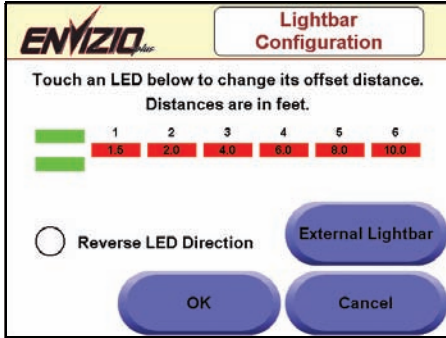 ENVIZIO plus
Lightbar
Configuration
Touch an LED below to change its offset distance.
Distances are in feet.
1 2 3 4 5 6
1.5 2.0 4.0 6.0 8.0 10.0
Reverse LED Direction
External Lightbar
OK
Cancel